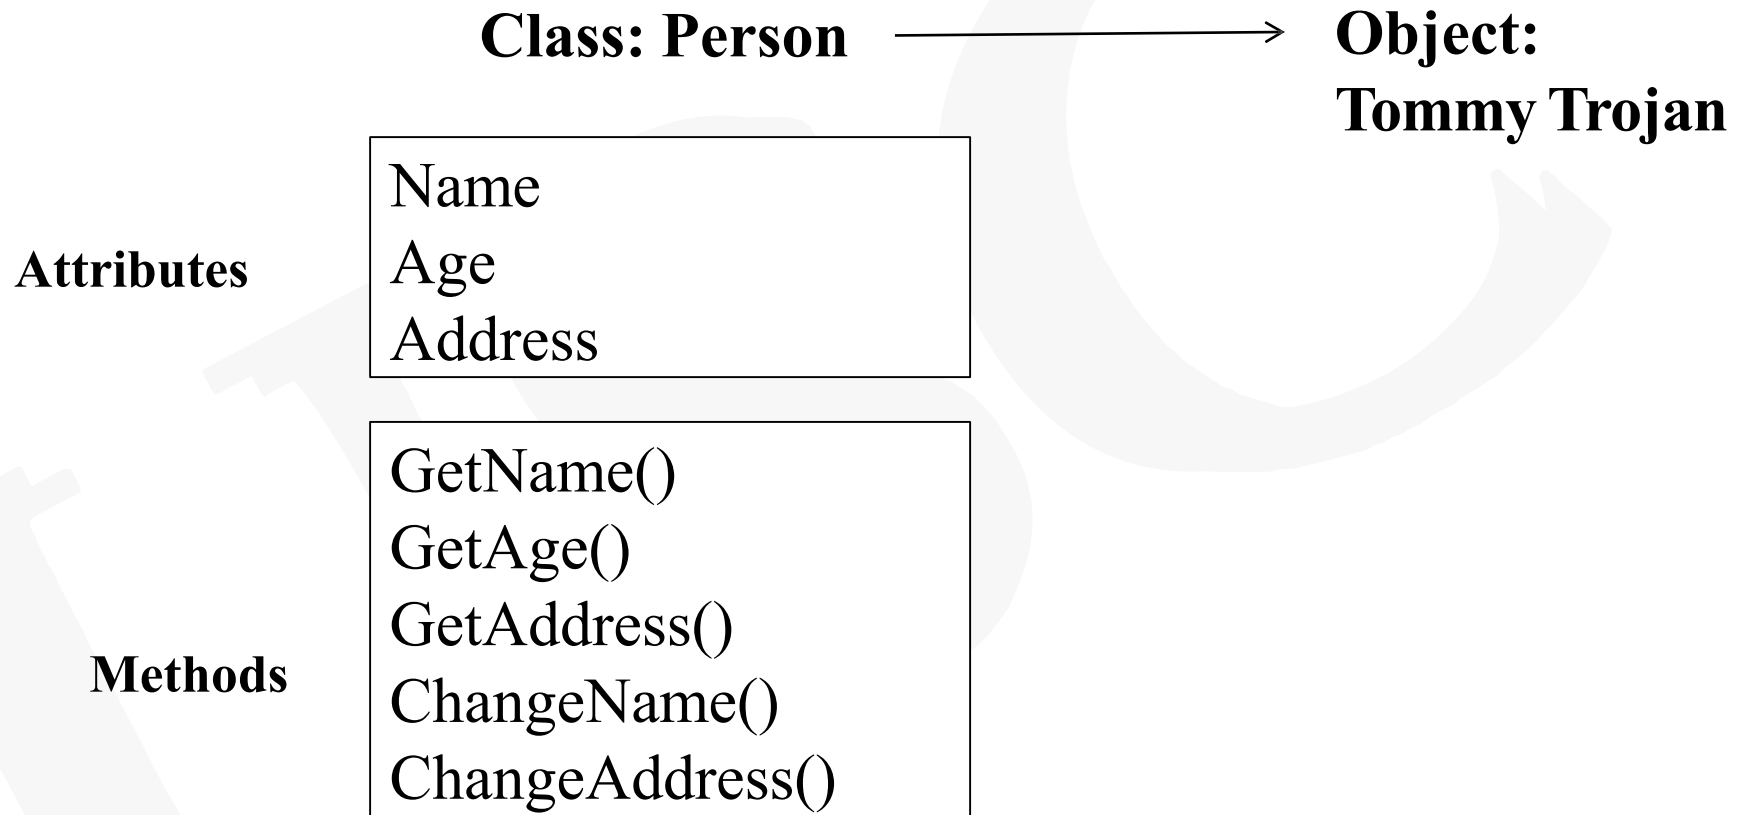 Class: Person
Object:
Tommy Trojan
Attributes
Name
Age
Address
Methods
GetName()
GetAge()
GetAddress()
ChangeName()
ChangeAddress()